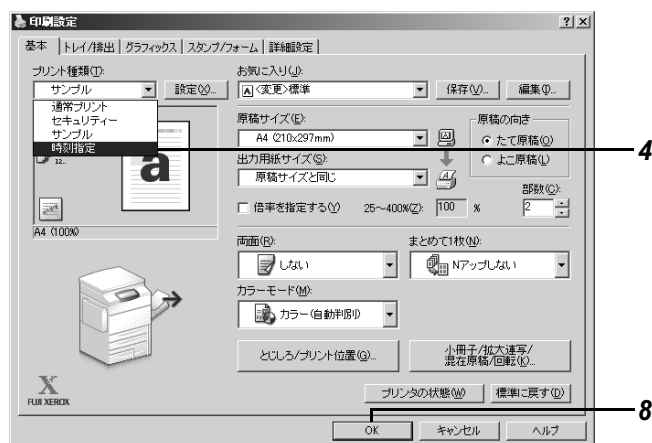 印刷設定
? ×
基本 トレイ/排出 グラフィックス スタンプ/フォーム 詳細設定
プリント種類(T):
サンプル
設定(X)...
通常プリント
セキュリティー
サンプル
時刻指定
12..
a
A4 (100%)
お気に入り(J):
A <変更>標準
保存(V)... 編集(I)...
原稿サイズ(E):
A4 (210x297mm)
出力用紙サイズ(S):
原稿サイズと同じ
倍率を指定する(Y) 25~400%(Z): 100 %
原稿の向き
たて原稿(O)
よこ原稿(L)
部数(C):
2
4
両面(R):
しない
まとめて1枚(N):
Nアップしない
カラーモード(M):
カラー(自動判別)
とじしろ/プリント位置(G)...
小冊子/拡大連写/
混在原稿/回転(K)...
X
FUJI XEROX
プリンタの状態(W) 標準に戻す(D)
8
OK キャンセル ヘルプ